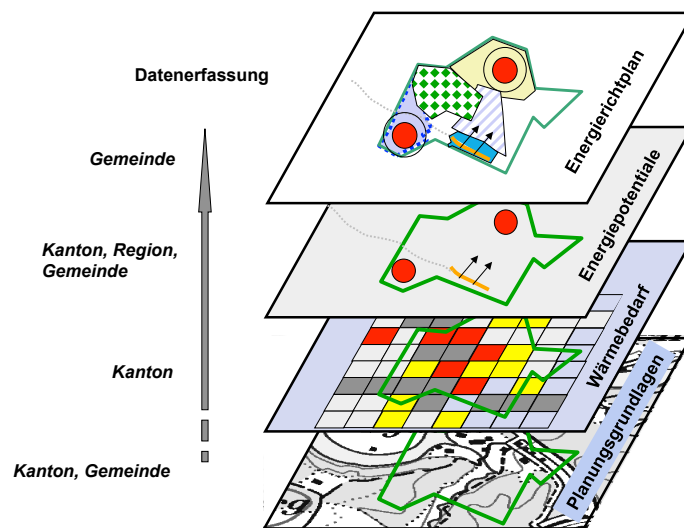 Datenerfassung
Energierichtplan
Gemeinde
Energiepotentiale
Kanton, Region,
Gemeinde
Wärmebedarf
Kanton
Planungsgrundlagen
Kanton, Gemeinde